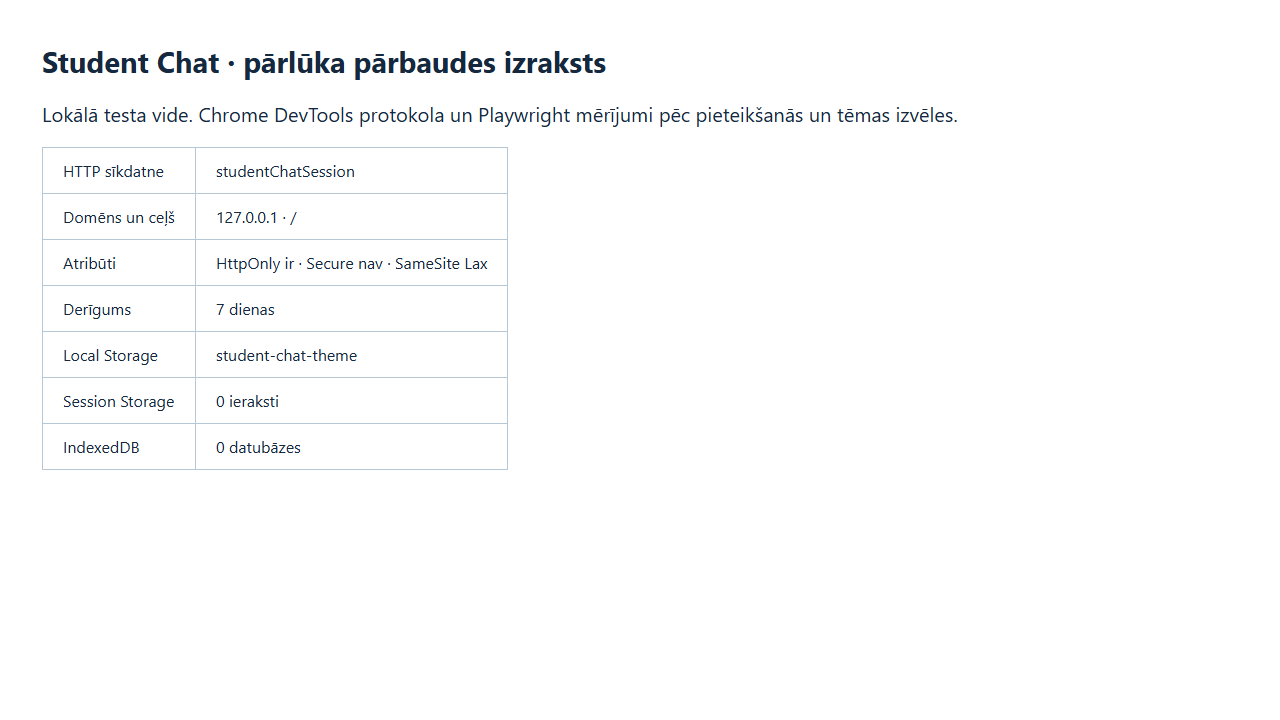 Student Chat · pārlūka pārbaudes izraksts
Lokālā testa vide. Chrome DevTools protokola un Playwright mērījumi pēc pieteikšanās un tēmas izvēles.
HTTP sīkdatne studentChatSession
Domēns un ceļš 127.0.0.1 · /
Atribūti HttpOnly ir · Secure nav · SameSite Lax
Derīgums 7 dienas
Local Storage student-chat-theme
Session Storage 0 ieraksti
IndexedDB 0 datubāzes